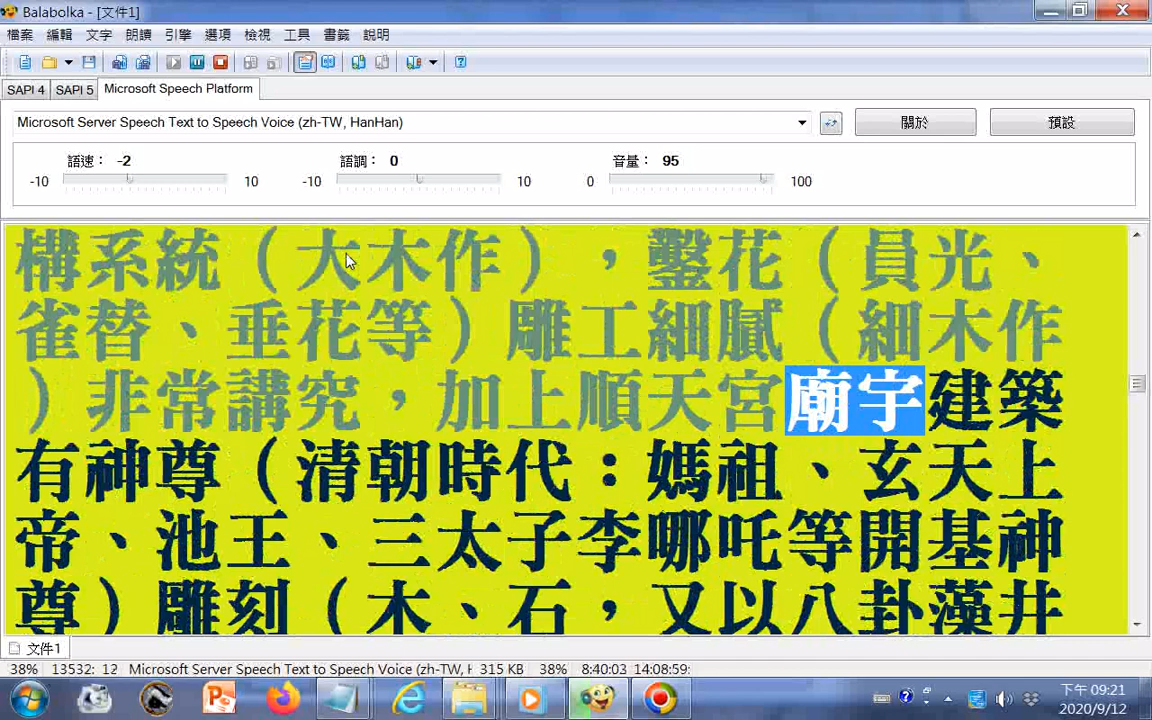 Balabolka - [文件1]
檔案 編輯 文字 朗讀 引擎 選項 檢視 工具 書籤 說明
SAPI 4 SAPI 5 Microsoft Speech Platform
Microsoft Server Speech Text to Speech Voice (zh-TW, HanHan) 關於 預設
語速： -2 語調： 0 音量： 95
-10 10 -10 10 0 100
構系統（大木作），鑿花（員光、
雀替、垂花等）雕工細膩（細木作
）非常講究，加上順天宮廟宇建築
有神尊（清朝時代：媽祖、玄天上
帝、池王、三太子李哪吒等開基神
尊）雕刻（木、石，又以八卦藻井
文件1
38% 13532: 12 Microsoft Server Speech Text to Speech Voice (zh-TW, H 315 KB 38% 8:40:03 14:08:59:
下午 09:21
2020/9/12